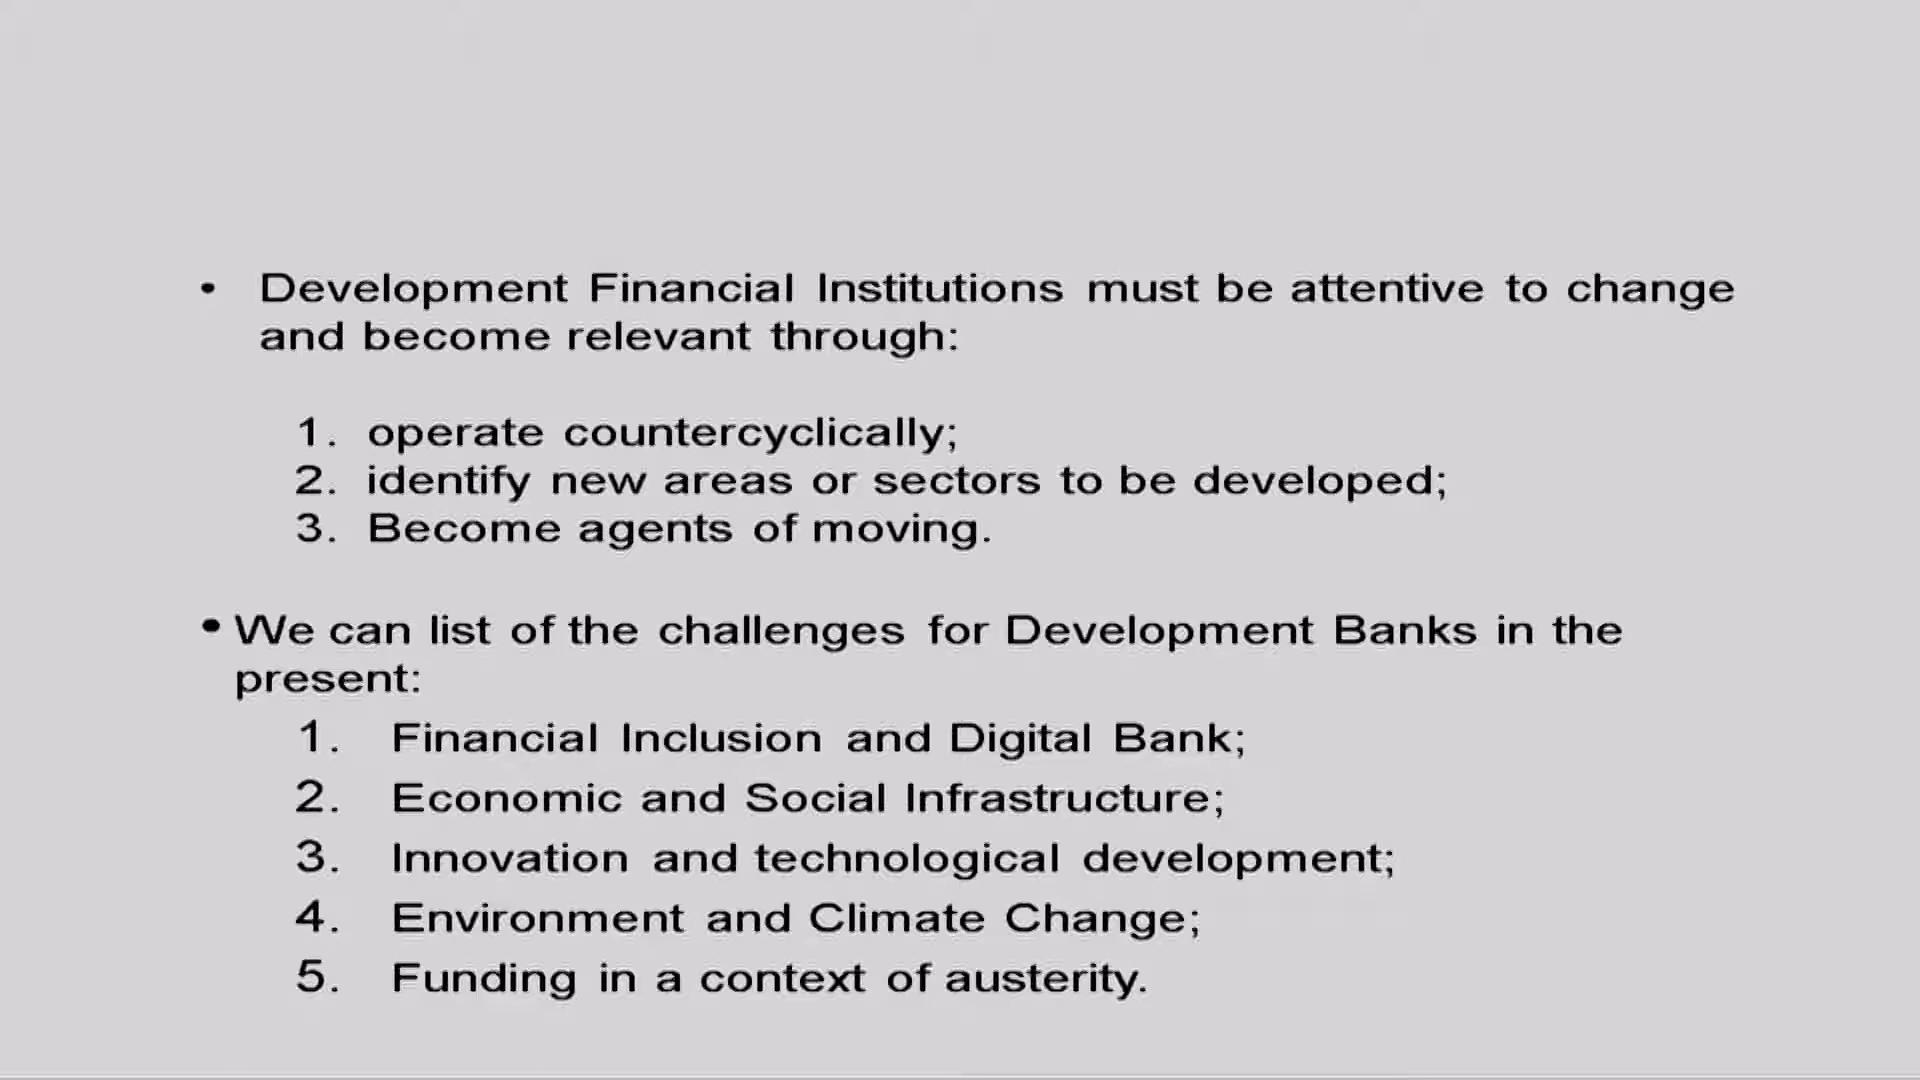 • Development Financial Institutions must be attentive to change
and become relevant through:
1. operate countercyclically;
2. identify new areas or sectors to be developed;
3. Become agents of moving.
• We can list of the challenges for Development Banks in the
present:
1. Financial Inclusion and Digital Bank;
2. Economic and Social Infrastructure;
3. Innovation and technological development;
4. Environment and Climate Change;
5. Funding in a context of austerity.